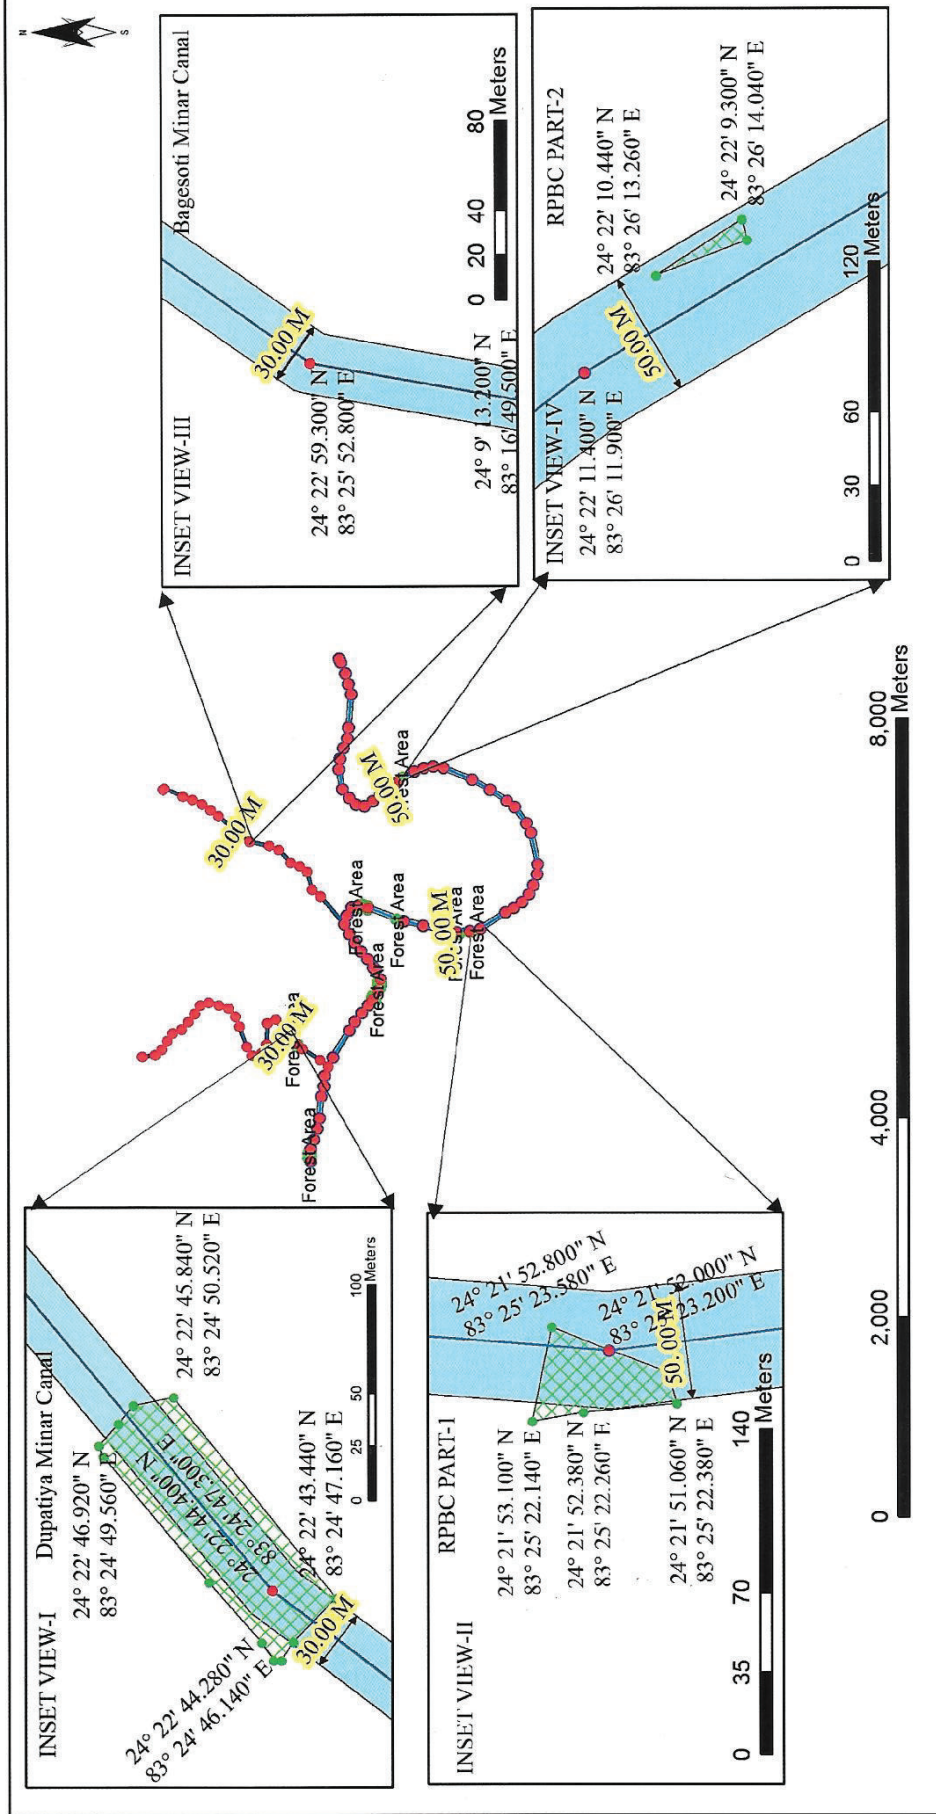 N
S
INSET VIEW-I
Dupatiya Minar Canal
24° 22' 46.920" N
83° 24' 49.560" E
24° 22' 45.840" N
83° 24' 50.520" E
24° 22' 44.400" N
83° 24' 47.300" E
24° 22' 43.440" N
83° 24' 47.160" E
24° 22' 44.280" N
83° 24' 46.140" E
30.00 M
0 25 50 100
Meters
INSET VIEW-II
RPBC PART-1
24° 21' 52.800" N
83° 25' 23.580" E
24° 21' 52.000" N
23.200" E
24° 21' 53.100" N
83° 25' 22.140" E
24° 21' 52.380" N
83° 25' 22.260" E
24° 21' 51.060" N
83° 25' 22.380" E
50.00 M
0 35 70 140
Meters
Forest Area
30.00 M
Forest Area
Forest Area
Forest Area
50.00 M
Forest Area
30.00 M
50.00 M
0 2,000 4,000 8,000
Meters
INSET VIEW-III
Bagesoti Minar Canal
30.00 M
24° 22' 59.300" N
83° 25' 52.800" E
24° 9' 13.200" N
83° 16' 49.500" E
0 20 40 80
Meters
INSET VIEW-IV
RPBC PART-2
24° 22' 11.400" N
83° 26' 11.900" E
24° 22' 10.440" N
83° 26' 13.260" E
24° 22' 9.300" N
83° 26' 14.040" E
50.00 M
0 30 60 120
Meters